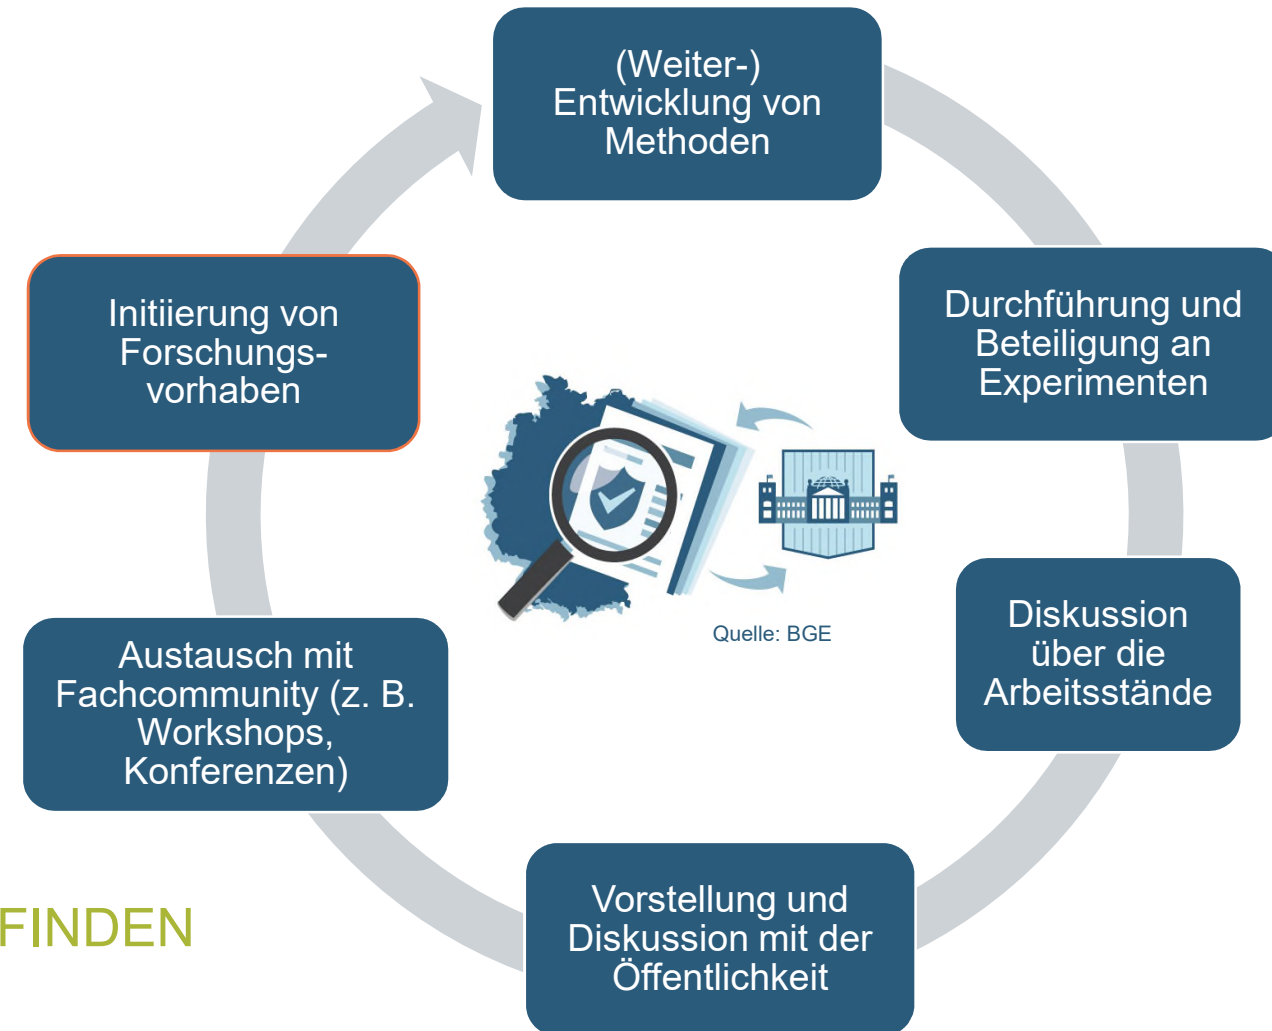 (Weiter-)
Entwicklung von
Methoden
Durchführung und
Beteiligung an
Experimenten
Diskussion
über die
Arbeitsstände
Vorstellung und
Diskussion mit der
Öffentlichkeit
Austausch mit
Fachcommunity (z. B.
Workshops,
Konferenzen)
Initiierung von
Forschungs-
vorhaben
Quelle: BGE
FINDEN